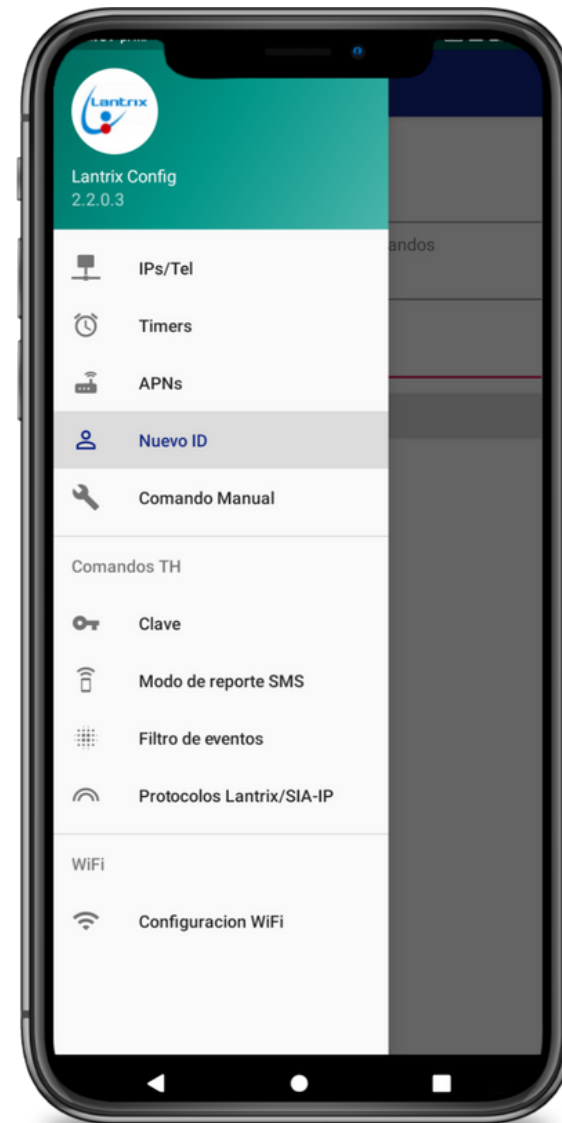 Lantrix
Lantrix Config
2.2.0.3
andos
IPs/Tel
Timers
APNs
Nuevo ID
Comando Manual
Comandos TH
Clave
Modo de reporte SMS
Filtro de eventos
Protocolos Lantrix/SIA-IP
WiFi
Configuracion WiFi